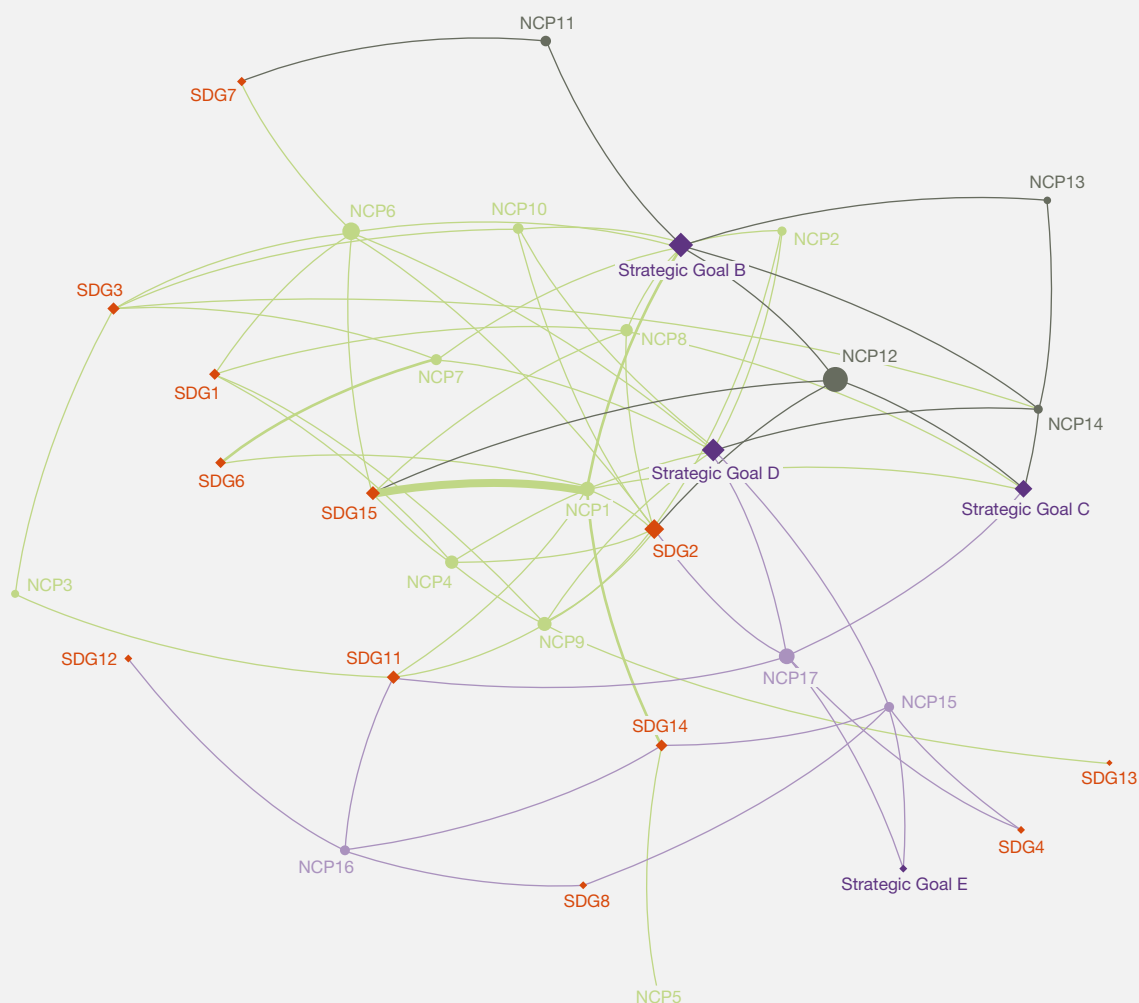 NCP11
SDG7
NCP13
NCP6
NCP10
NCP2
Strategic Goal B
SDG3
NCP8
NCP12
NCP7
SDG1
NCP14
SDG6
Strategic Goal D
SDG15
NCP1
Strategic Goal C
SDG2
NCP4
NCP3
NCP9
SDG12
SDG11
NCP17
NCP15
SDG14
SDG13
SDG4
NCP16
Strategic Goal E
SDG8
NCP5